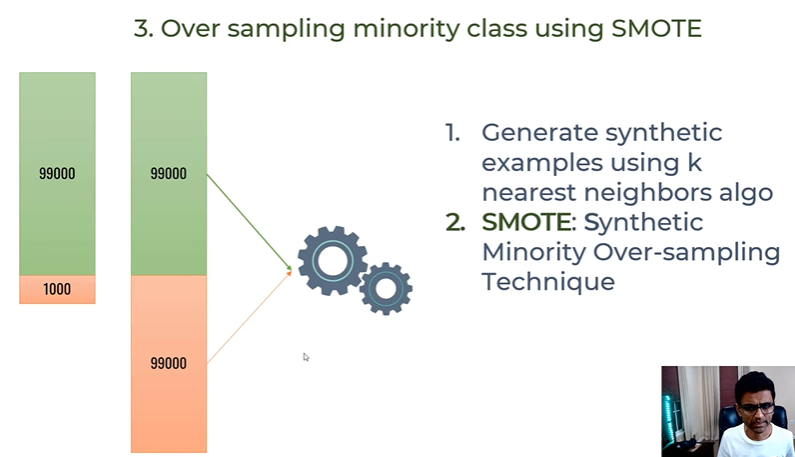 3. Over sampling minority class using SMOTE
99000
1000
99000
99000
1. Generate synthetic
examples using k
nearest neighbors algo
2. SMOTE: Synthetic
Minority Over-sampling
Technique